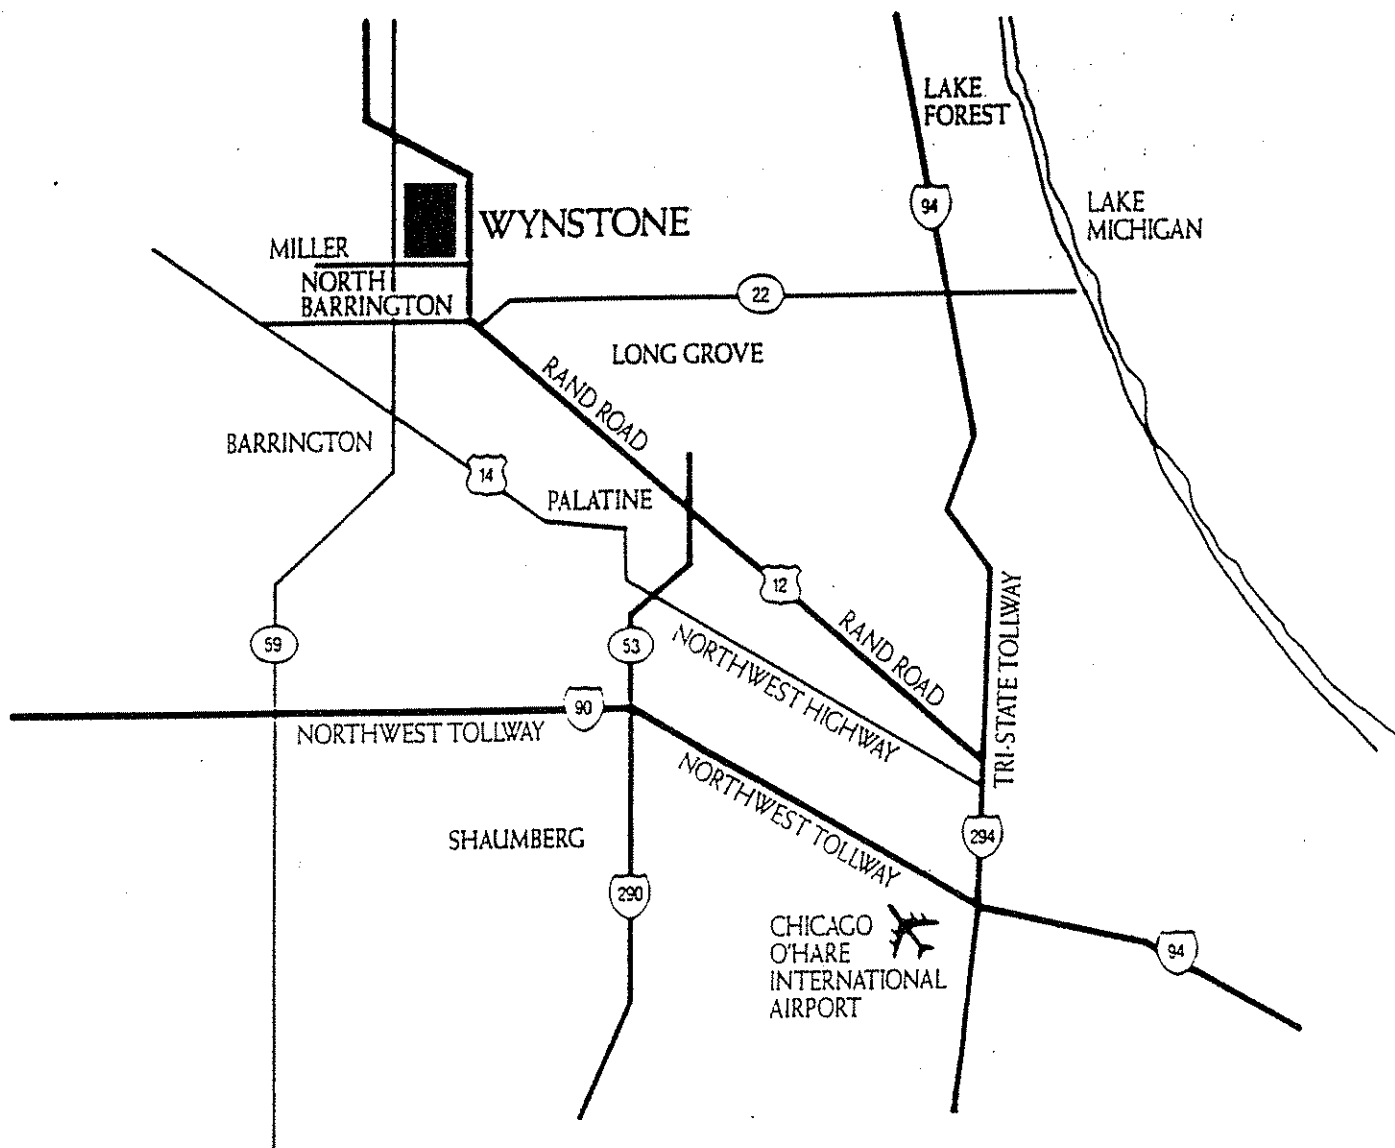 LAKE
FOREST
94
LAKE
MICHIGAN
WYNSTONE
MILLER
NORTH
BARRINGTON
22
LONG GROVE
RAND ROAD
BARRINGTON
14
PALATINE
12
RAND ROAD
TRI-STATE TOLLWAY
59
53
NORTHWEST HIGHWAY
90
NORTHWEST TOLLWAY
NORTHWEST TOLLWAY
SHAUMBERG
294
290
CHICAGO
O'HARE
INTERNATIONAL
AIRPORT
94